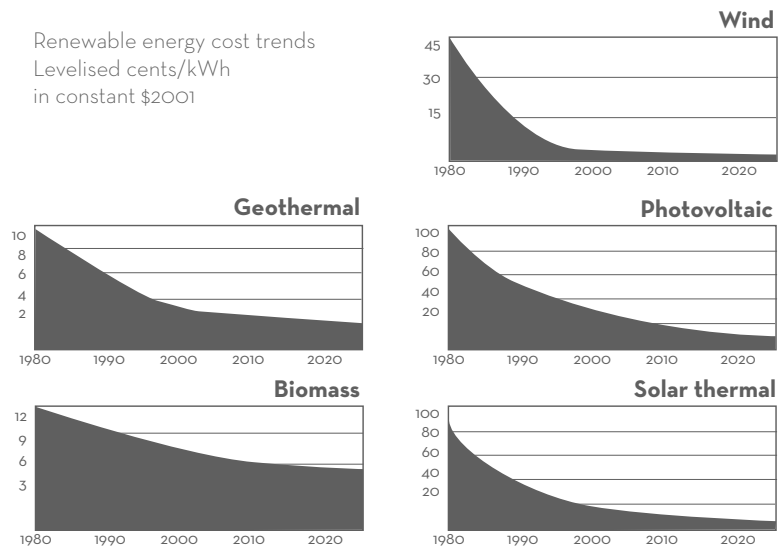 Renewable energy cost trends
Levelised cents/kWh
in constant $2001
Wind
45
30
15
1980 1990 2000 2010 2020
Geothermal
10
8
6
4
2
1980 1990 2000 2010 2020
Photovoltaic
100
80
60
40
20
1980 1990 2000 2010 2020
Biomass
12
9
6
3
1980 1990 2000 2010 2020
Solar thermal
100
80
60
40
20
1980 1990 2000 2010 2020